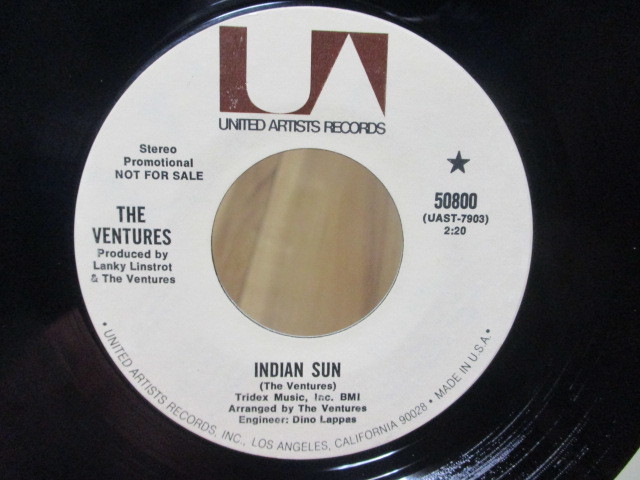 UA
UNITED ARTISTS RECORDS
Stereo
Promotional
NOT FOR SALE
THE
VENTURES
Produced by
Lanky Linstrot
& The Ventures
★
50800
(UAST-7903)
2:20
INDIAN SUN
(The Ventures)
Tridex Music, Inc. BMI
Arranged by The Ventures
Engineer: Dino Lappas
• UNITED ARTISTS RECORDS, INC., LOS ANGELES, CALIFORNIA 90028 • MADE IN U.S.A. •